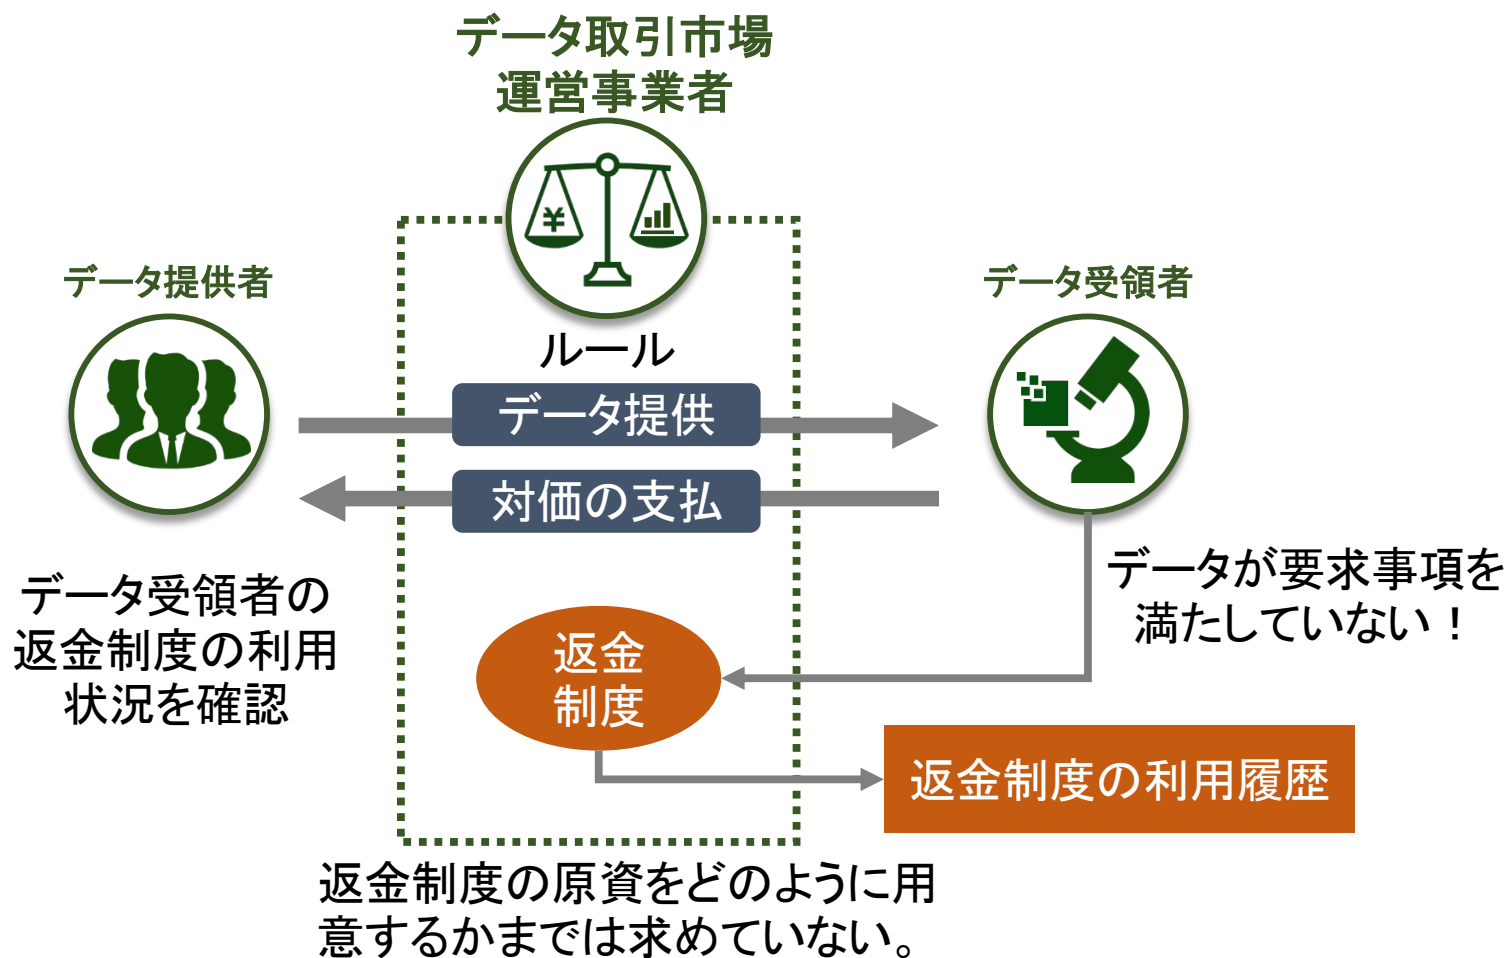 データ取引市場
運営事業者
¥
データ提供者
データ受領者
ルール
データ提供
対価の支払
データ受領者の
返金制度の利用
状況を確認
データが要求事項を
満たしていない！
返金
制度
返金制度の利用履歴
返金制度の原資をどのように用
意するかまでは求めていない。